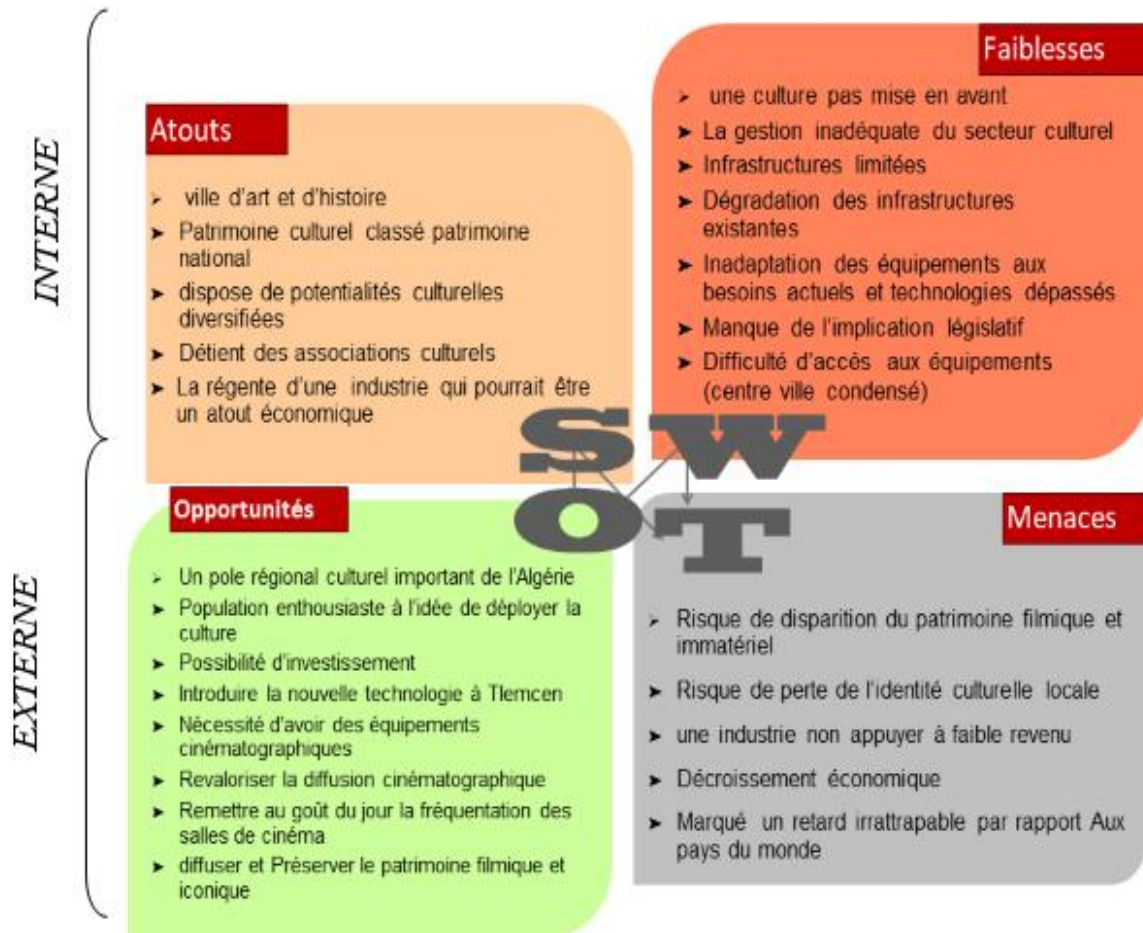 INTERNE
Atouts
➤ ville d'art et d'histoire
➤ Patrimoine culturel classé patrimoine
national
➤ dispose de potentialités culturelles
diversifiées
➤ Détient des associations culturels
➤ La régente d'une industrie qui pourrait être
un atout économique
Faiblesses
➤ une culture pas mise en avant
➤ La gestion inadéquate du secteur culturel
➤ Infrastructures limitées
➤ Dégradation des infrastructures
existantes
➤ Inadaptation des équipements aux
besoins actuels et technologies dépassés
➤ Manque de l'implication législatif
➤ Difficulté d'accès aux équipements
(centre ville condensé)
SW
OT
EXTERNE
Opportunités
➤ Un pole régional culturel important de l'Algérie
➤ Population enthousiaste à l'idée de déployer la
culture
➤ Possibilité d'investissement
➤ Introduire la nouvelle technologie à Tlemcen
➤ Nécessité d'avoir des équipements
cinématographiques
➤ Revaloriser la diffusion cinématographique
➤ Remettre au goût du jour la fréquentation des
salles de cinéma
➤ diffuser et Préserver le patrimoine filmique et
iconique
Menaces
➤ Risque de disparition du patrimoine filmique et
immatériel
➤ Risque de perte de l'identité culturelle locale
➤ une industrie non appuyer à faible revenu
➤ Décroissement économique
➤ Marqué un retard irrattrapable par rapport Aux
pays du monde